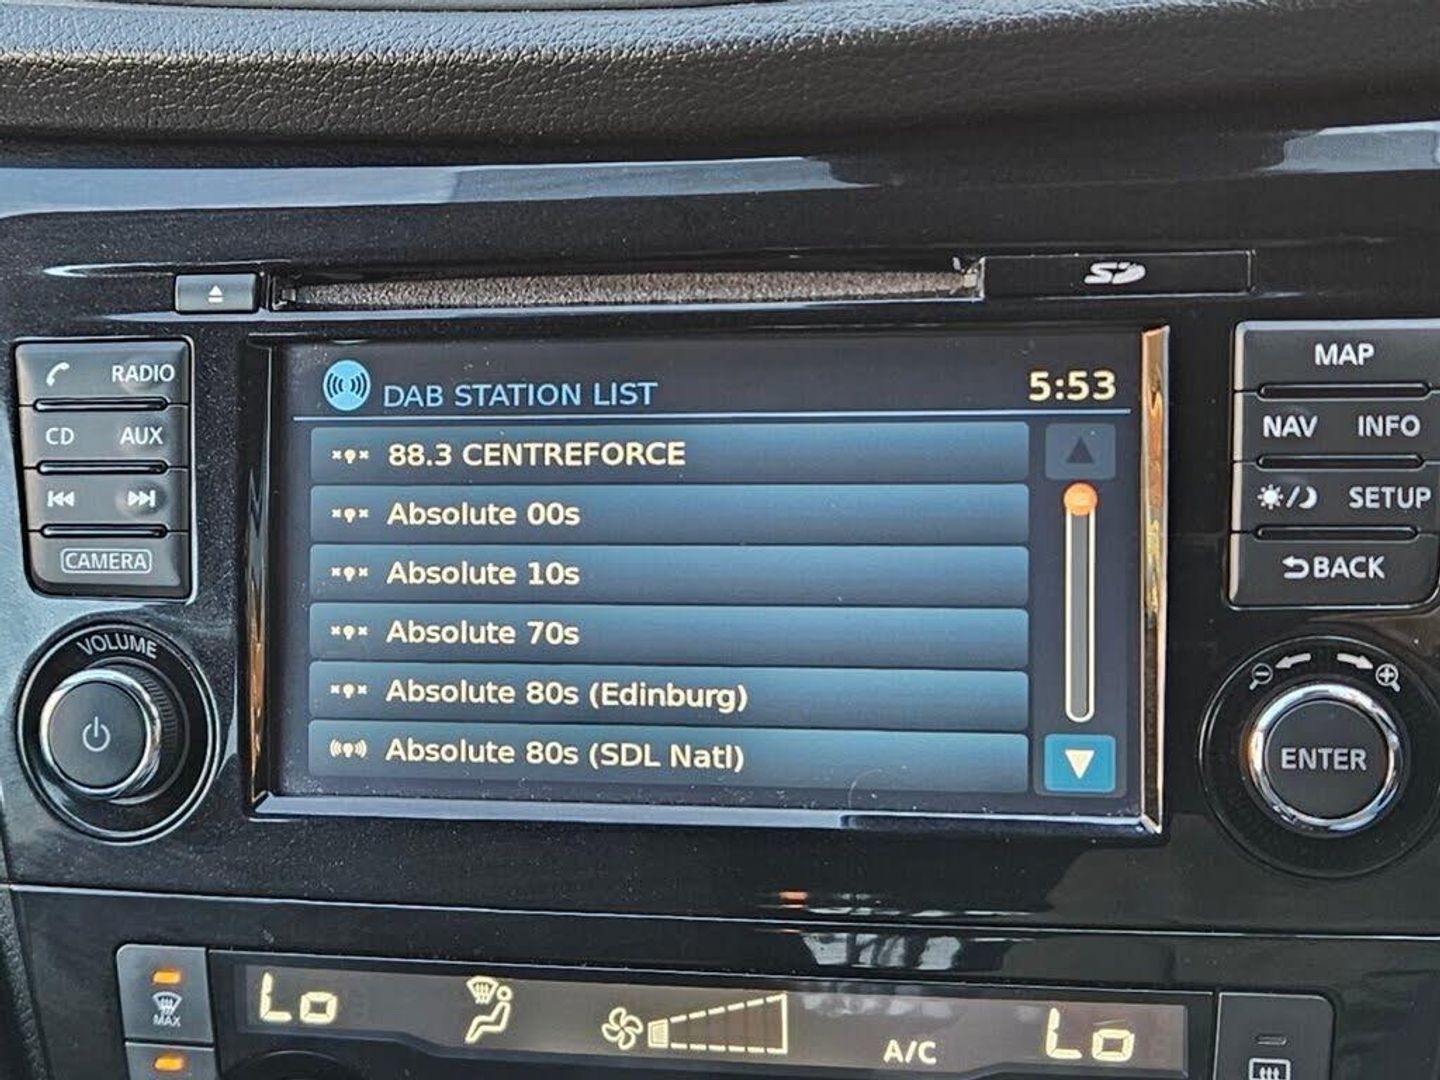 SD
RADIO
CD AUX
CAMERA
VOLUME
DAB STATION LIST 5:53
88.3 CENTREFORCE
Absolute 00s
Absolute 10s
Absolute 70s
Absolute 80s (Edinburg)
Absolute 80s (SDL Natl)
MAP
NAV INFO
SETUP
BACK
ENTER
MAX
Lo A/C Lo